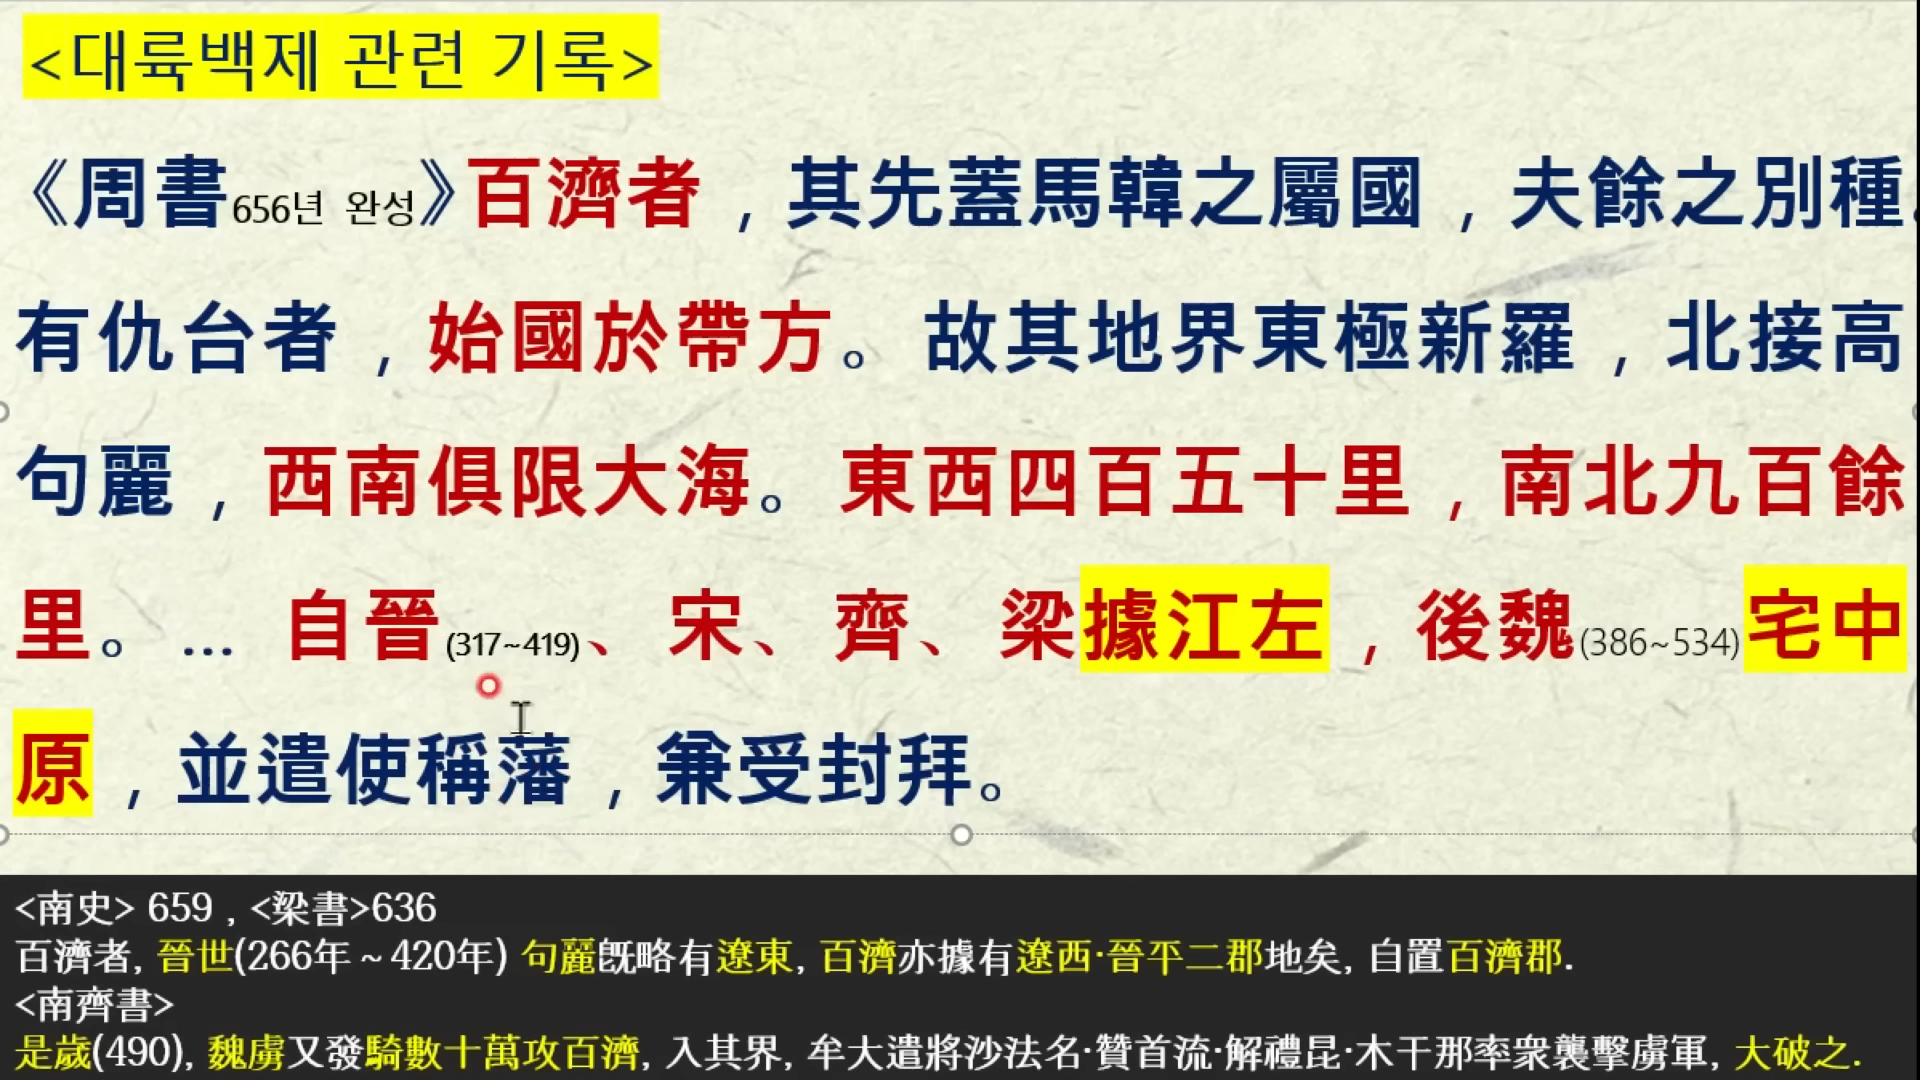 <대륙백제 관련 기록>
《周書656년 완성》百濟者，其先蓋馬韓之屬國，夫餘之別種.
有仇台者，始國於帶方。故其地界東極新羅，北接高
句麗，西南俱限大海。東西四百五十里，南北九百餘
里。… 自晉(317~419)、宋、齊、梁據江左，後魏(386~534)宅中
原，並遣使稱藩，兼受封拜。
<南史> 659 , <梁書>636
百濟者, 晉世(266年~420年) 句麗旣略有遼東, 百濟亦據有遼西·晉平二郡地矣, 自置百濟郡.
<南齊書>
是歲(490), 魏虜又發騎數十萬攻百濟, 入其界, 牟大遣將沙法名·贊首流·解禮昆·木干那率衆襲擊虜軍, 大破之.